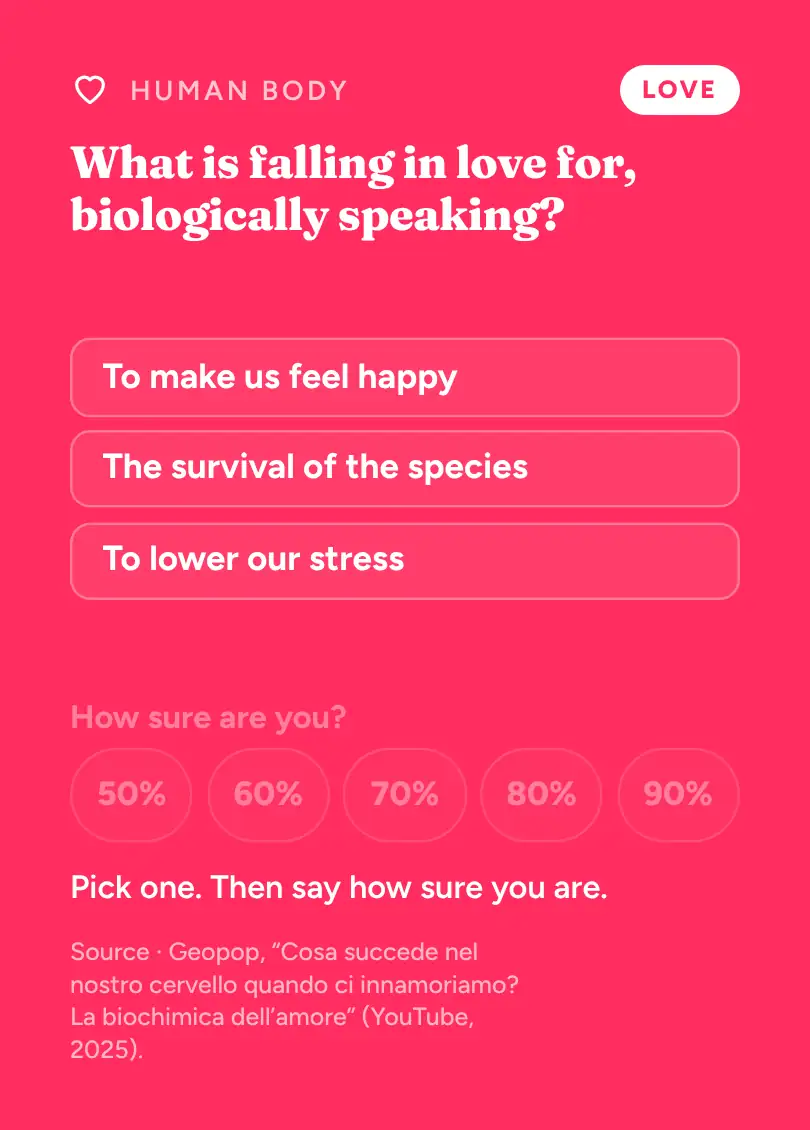 HUMAN BODY
LOVE
What is falling in love for,
biologically speaking?
To make us feel happy
The survival of the species
To lower our stress
How sure are you?
50%
60%
70%
80%
90%
Pick one. Then say how sure you are.
Source · Geopop, “Cosa succede nel
nostro cervello quando ci innamoriamo?
La biochimica dell’amore” (YouTube,
2025).